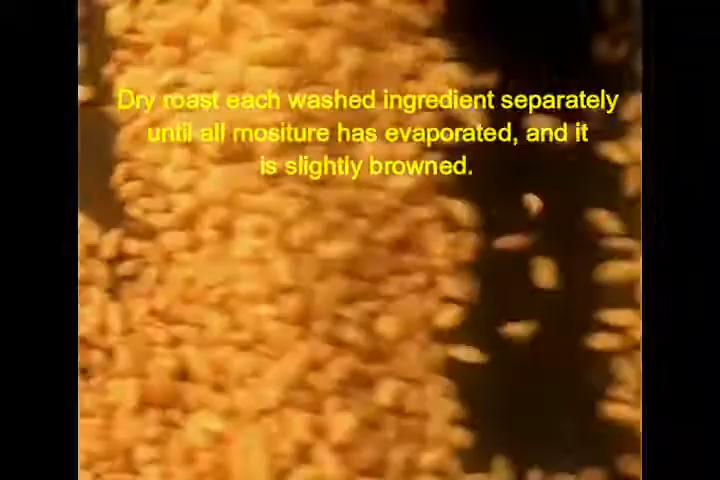 Dry roast each washed ingredient separately
until all mositure has evaporated, and it
is slightly browned.